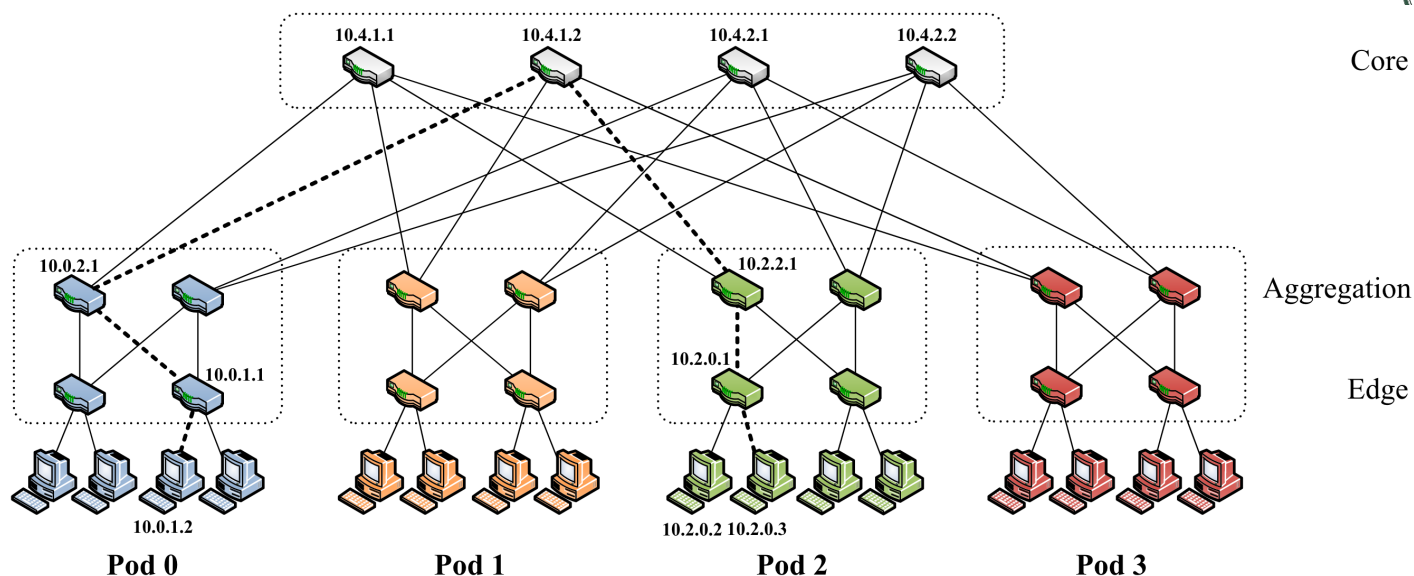 10.4.1.1 10.4.1.2 10.4.2.1 10.4.2.2
Core
10.0.2.1 10.2.2.1
Aggregation
10.0.1.1 10.2.0.1
Edge
10.0.1.2 10.2.0.2 10.2.0.3
Pod 0 Pod 1 Pod 2 Pod 3